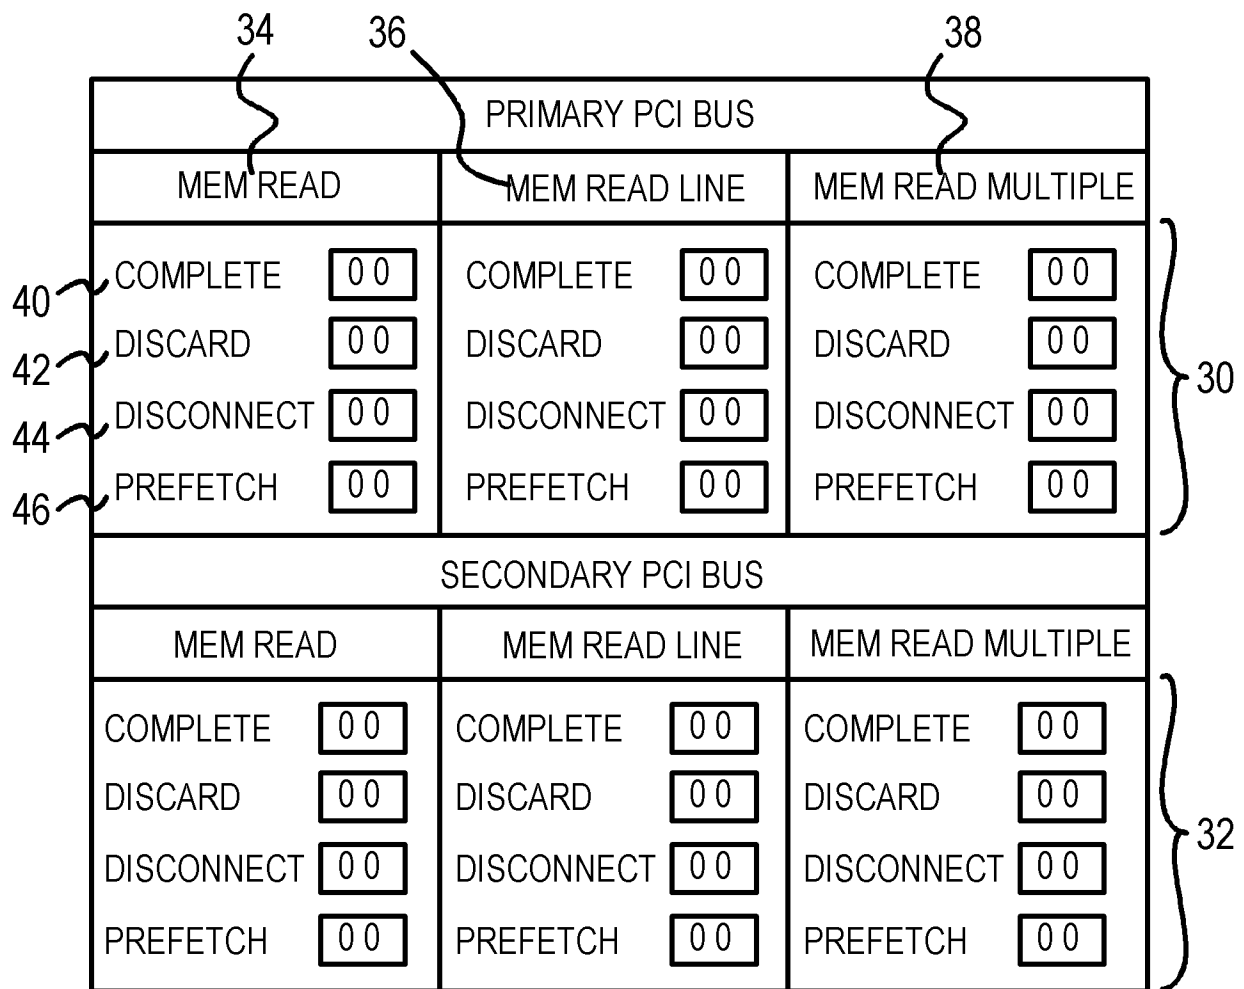 34 36 38
PRIMARY PCI BUS
MEM READ MEM READ LINE MEM READ MULTIPLE
40 COMPLETE 00 COMPLETE 00 COMPLETE 00
42 DISCARD 00 DISCARD 00 DISCARD 00
30
44 DISCONNECT 00 DISCONNECT 00 DISCONNECT 00
46 PREFETCH 00 PREFETCH 00 PREFETCH 00
SECONDARY PCI BUS
MEM READ MEM READ LINE MEM READ MULTIPLE
COMPLETE 00 COMPLETE 00 COMPLETE 00
DISCARD 00 DISCARD 00 DISCARD 00
32
DISCONNECT 00 DISCONNECT 00 DISCONNECT 00
PREFETCH 00 PREFETCH 00 PREFETCH 00